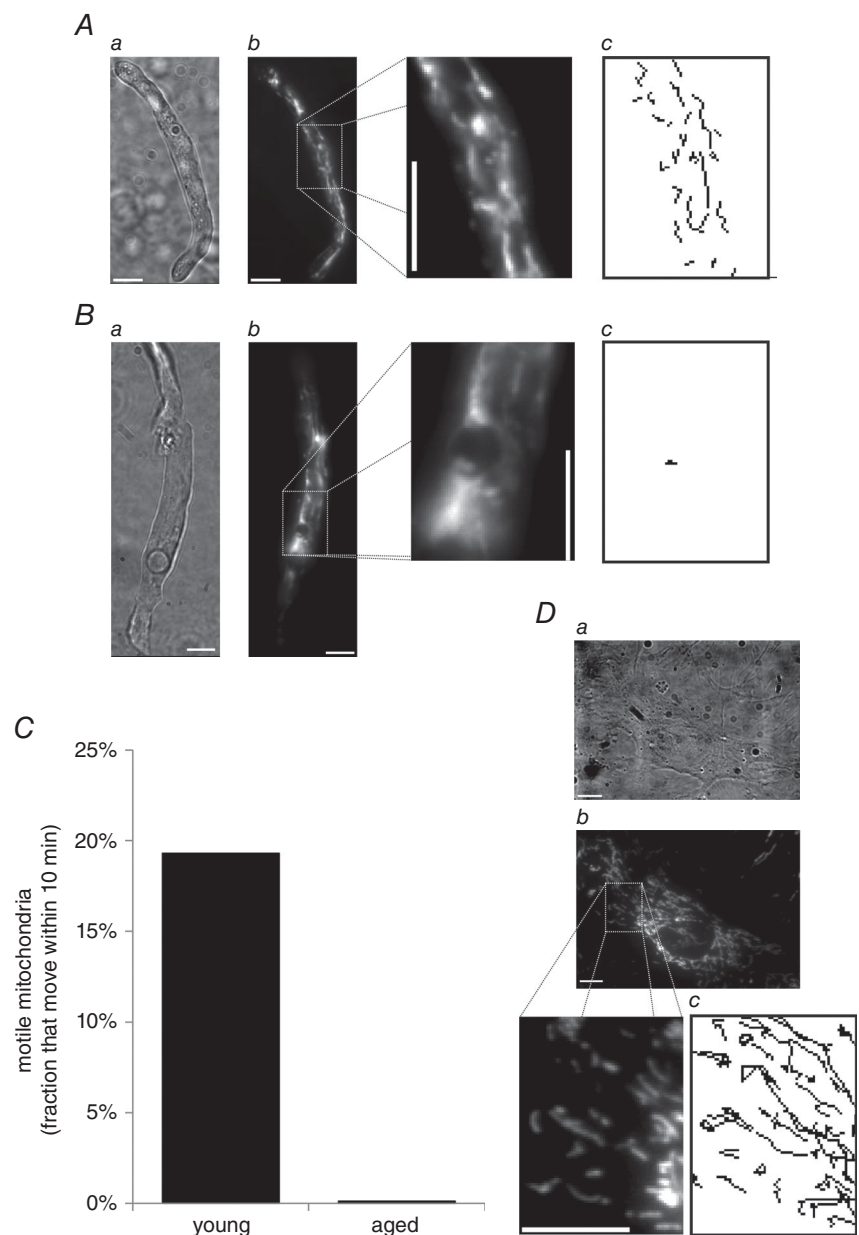 A
a
b
c
B
a
b
c
D
a
b
c
C
25%
20%
15%
10%
5%
0%
motile mitochondria
(fraction that move within 10 min)
young
aged